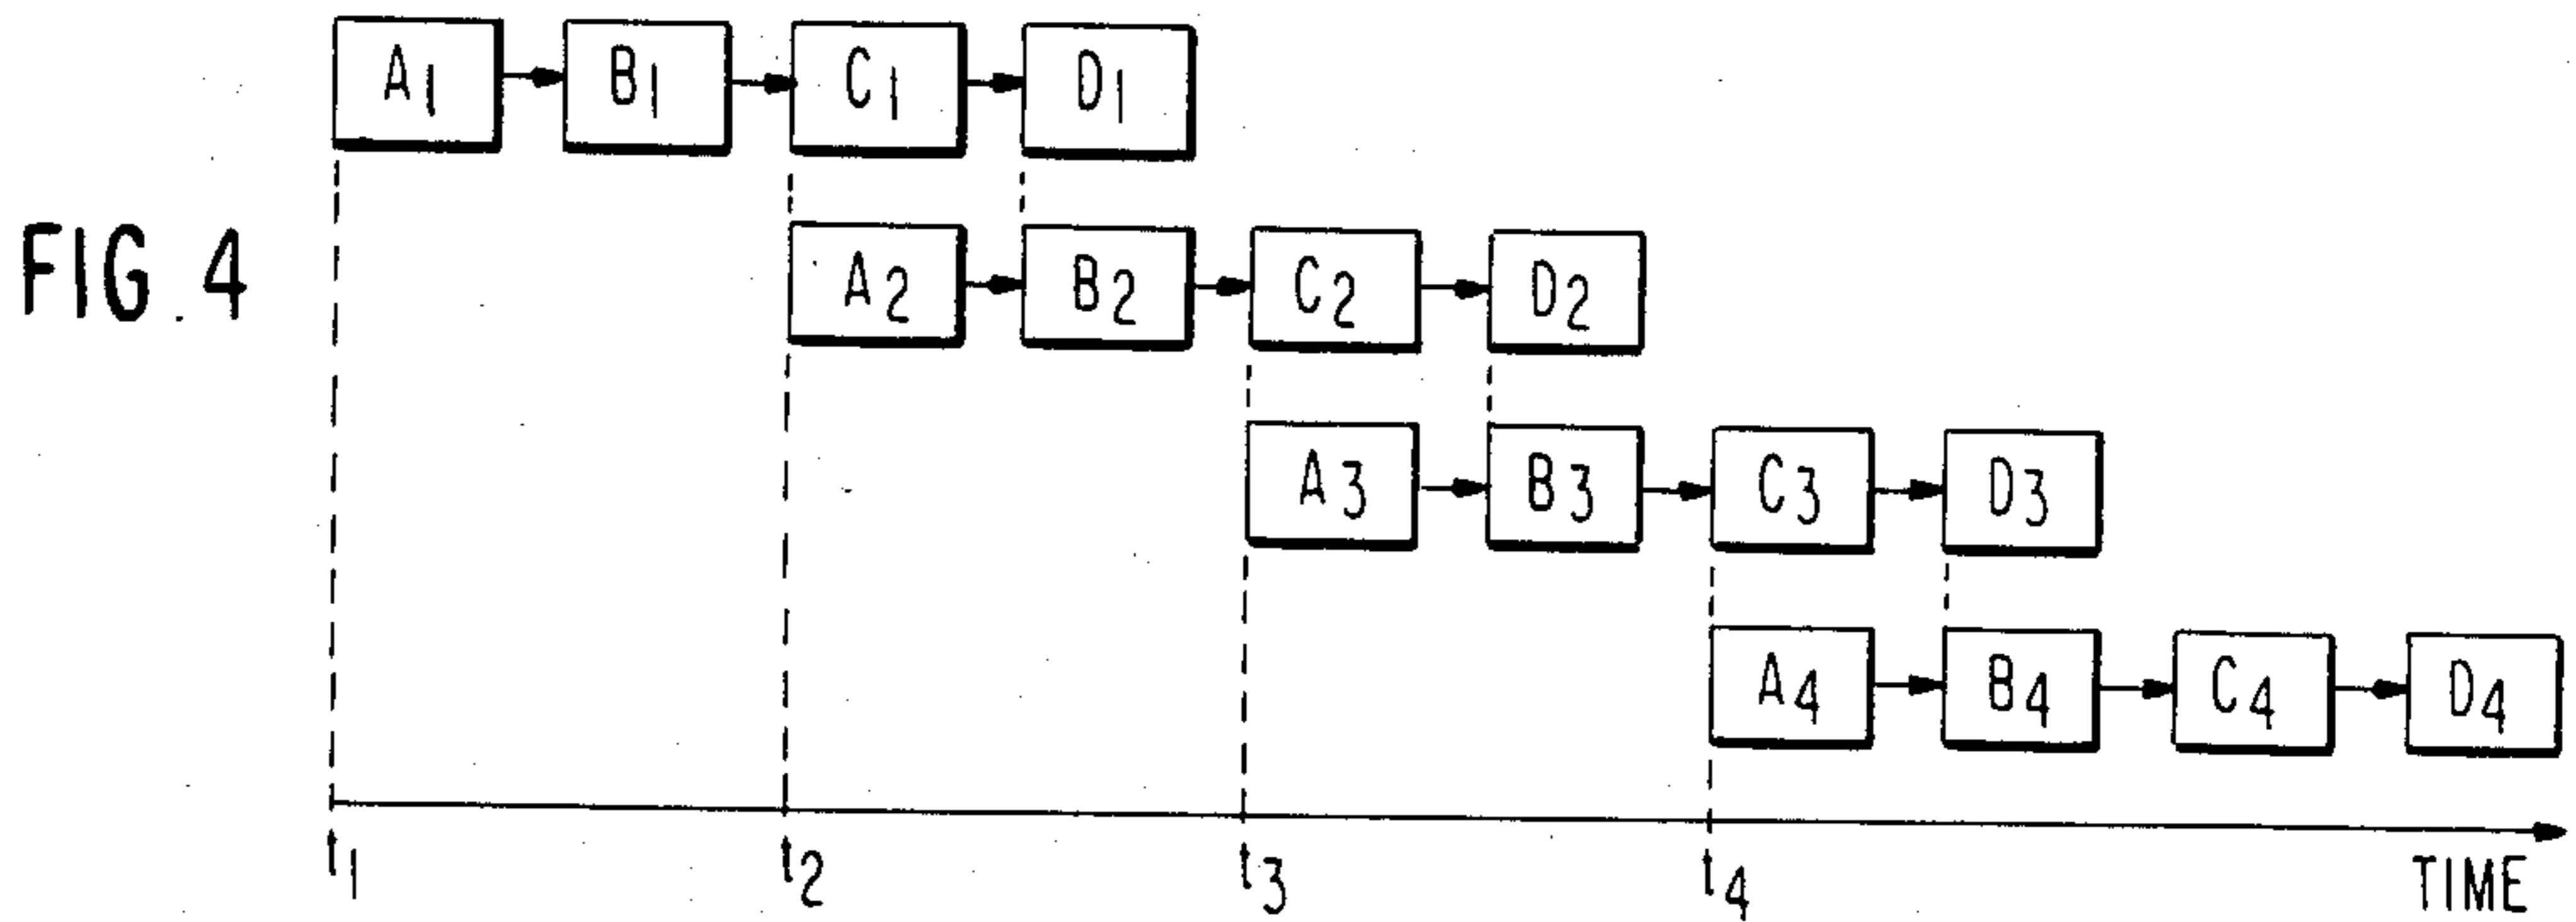 A1 B1 C1 D1
FIG. 4
A2 B2 C2 D2
A3 B3 C3 D3
A4 B4 C4 D4
t1 t2 t3 t4
TIME